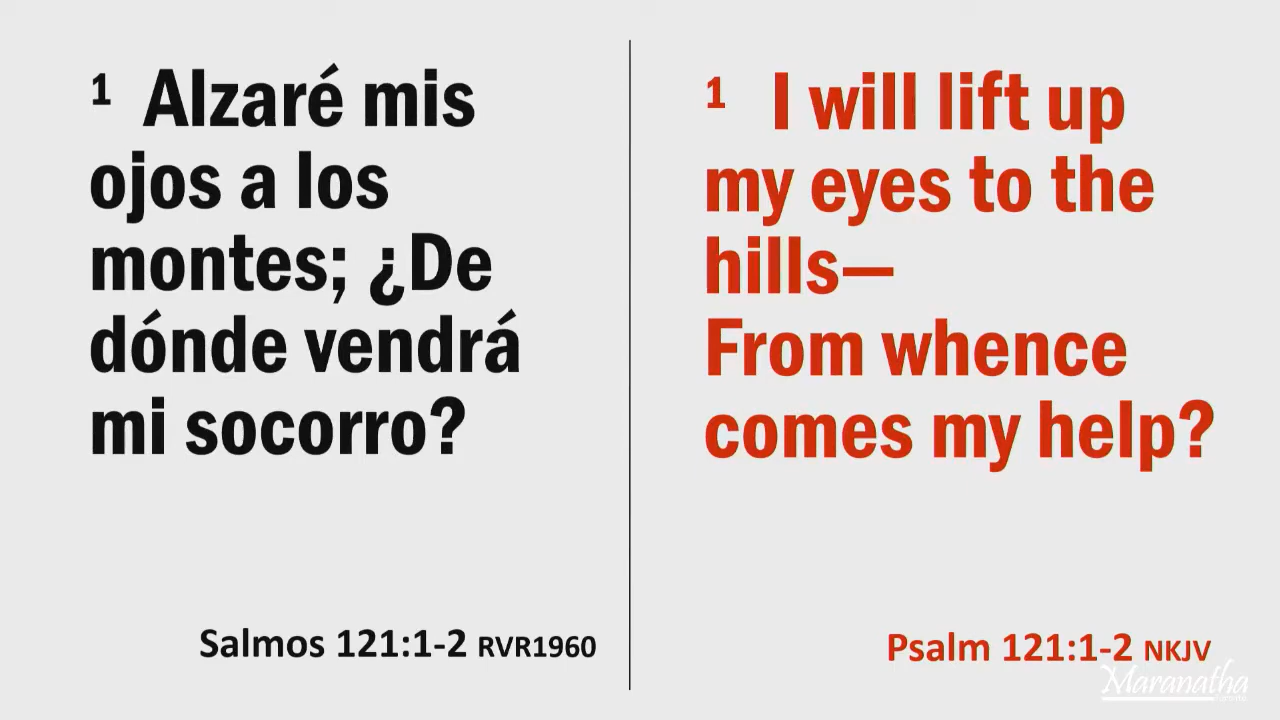 1 Alzaré mis
ojos a los
montes; ¿De
dónde vendrá
mi socorro?
Salmos 121:1-2 RVR1960
1 I will lift up
my eyes to the
hills—
From whence
comes my help?
Psalm 121:1-2 NKJV
Maranatha